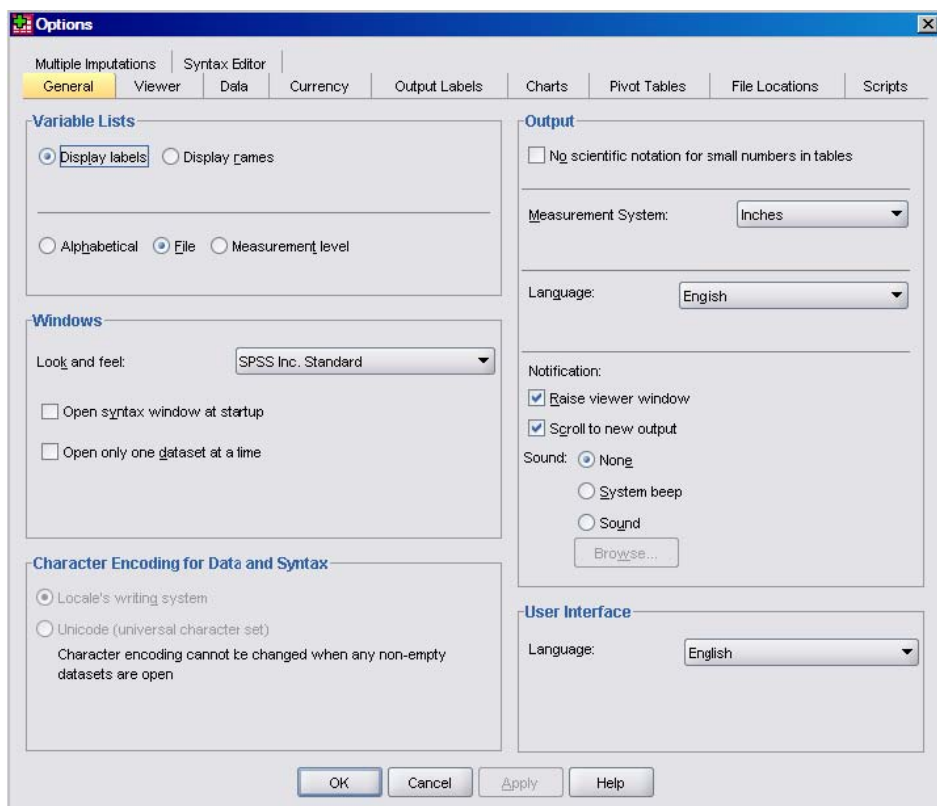 Options
Multiple Imputations Syntax Editor
General Viewer Data Currency Output Labels Charts Pivot Tables File Locations Scripts
Variable Lists
Display labels Display names
Alphabetical File Measurement level
Windows
Look and feel: SPSS Inc. Standard
Open syntax window at startup
Open only one dataset at a time
Character Encoding for Data and Syntax
Locale's writing system
Unicode (universal character set)
Character encoding cannot be changed when any non-empty
datasets are open
Output
No scientific notation for small numbers in tables
Measurement System: Inches
Language: Engish
Notification:
Raise viewer window
Scroll to new output
Sound: None
System beep
Sound
Browse...
User Interface
Language: English
OK Cancel Apply Help